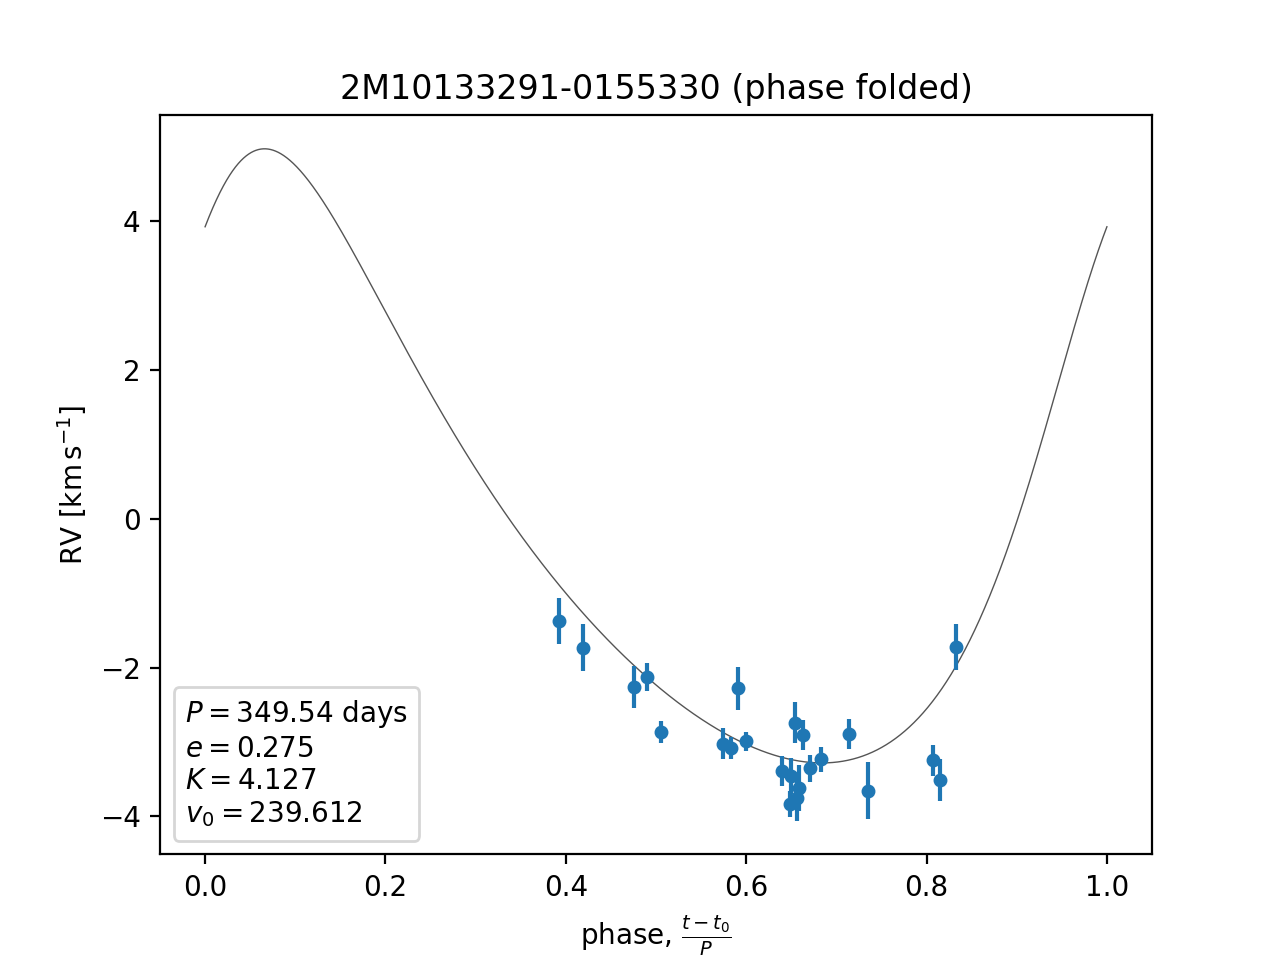 2M10133291-0155330 (phase folded)
RV [km s⁻¹]
4
2
0
−2
−4
P = 349.54 days
e = 0.275
K = 4.127
v₀ = 239.612
0.0 0.2 0.4 0.6 0.8 1.0
phase, (t − t₀)/P